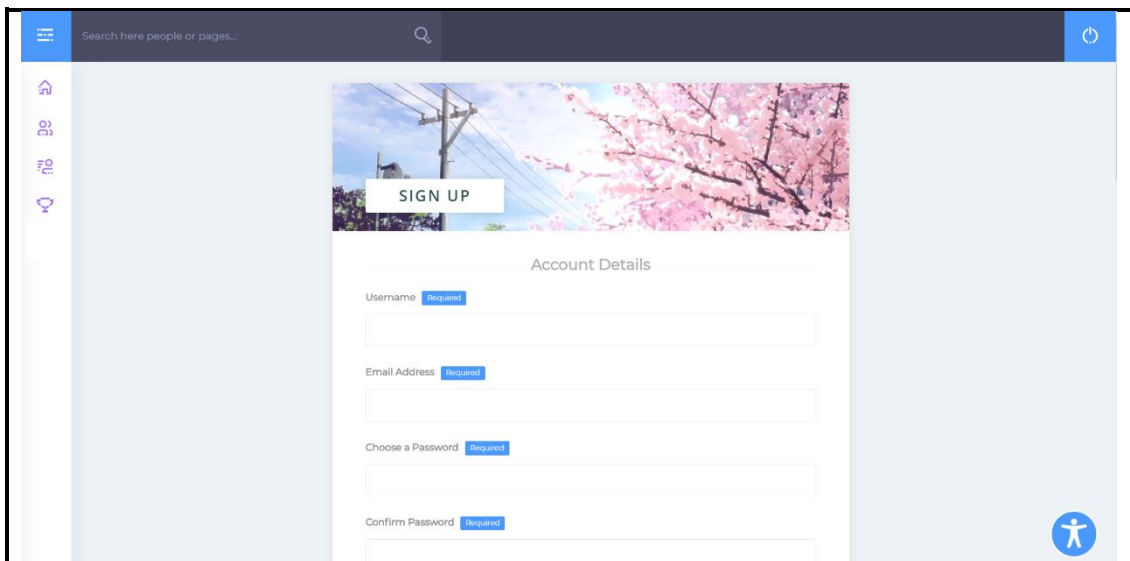 Search here people or pages...
SIGN UP
Account Details
Username Required
Email Address Required
Choose a Password Required
Confirm Password Required